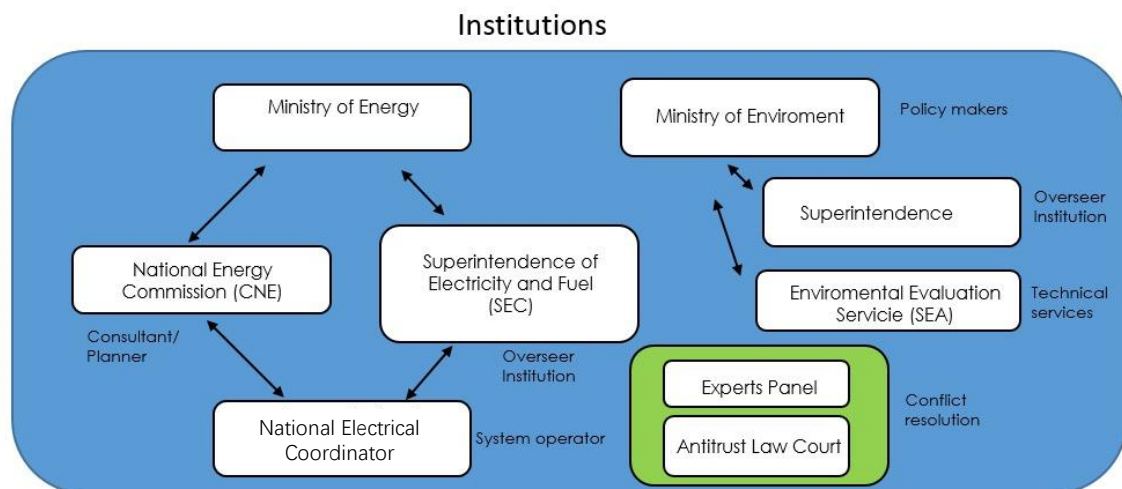 Institutions
Ministry of Energy
Ministry of Enviroment
Policy makers
Superintendence
Overseer
Institution
National Energy
Commission (CNE)
Superintendence of
Electricity and Fuel
(SEC)
Enviromental Evaluation
Servicie (SEA)
Technical
services
Consultant/
Planner
Overseer
Institution
Experts Panel
Antitrust Law Court
Conflict
resolution
National Electrical
Coordinator
System operator